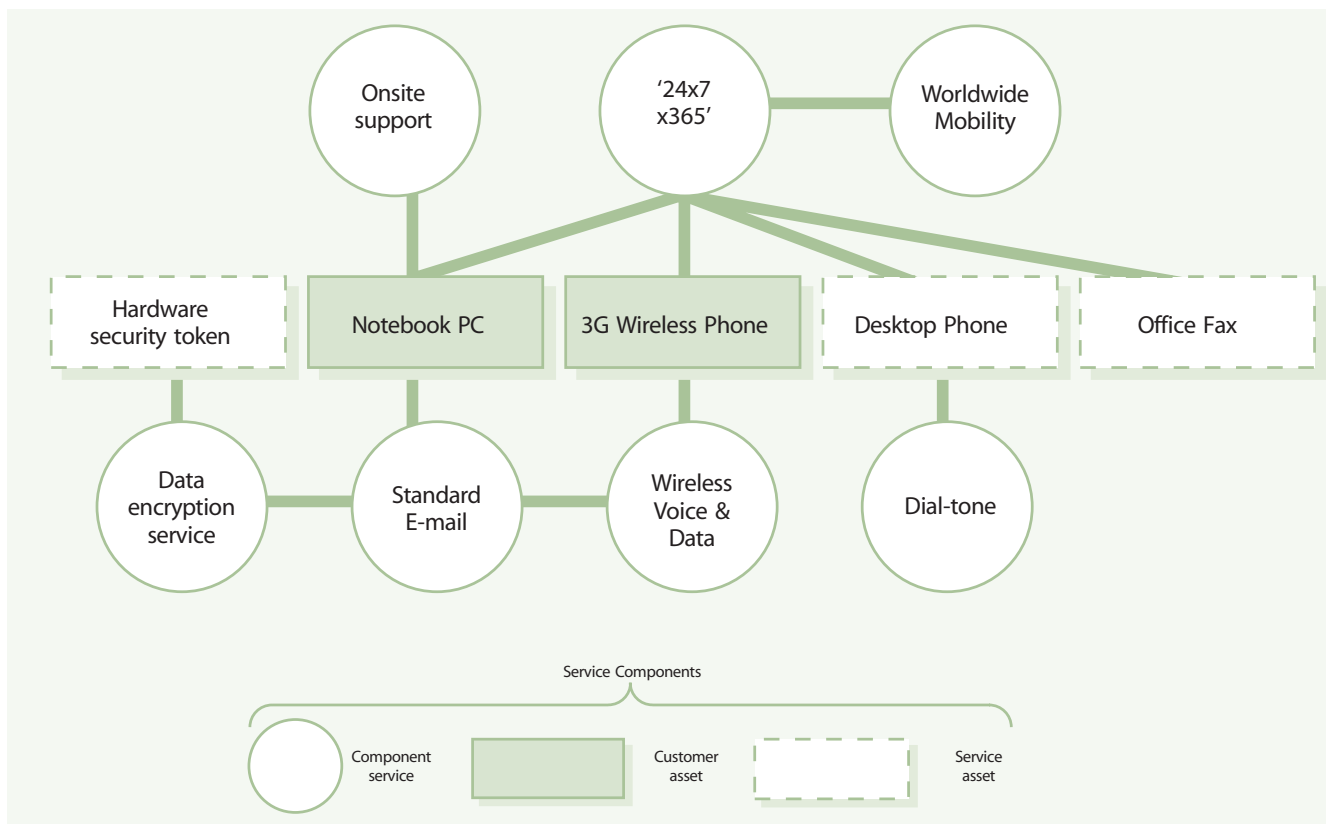 Onsite
support
‘24x7
x365’
Worldwide
Mobility
Hardware
security token
Notebook PC
3G Wireless Phone
Desktop Phone
Office Fax
Data
encryption
service
Standard
E-mail
Wireless
Voice &
Data
Dial-tone
Service Components
Component
service
Customer
asset
Service
asset